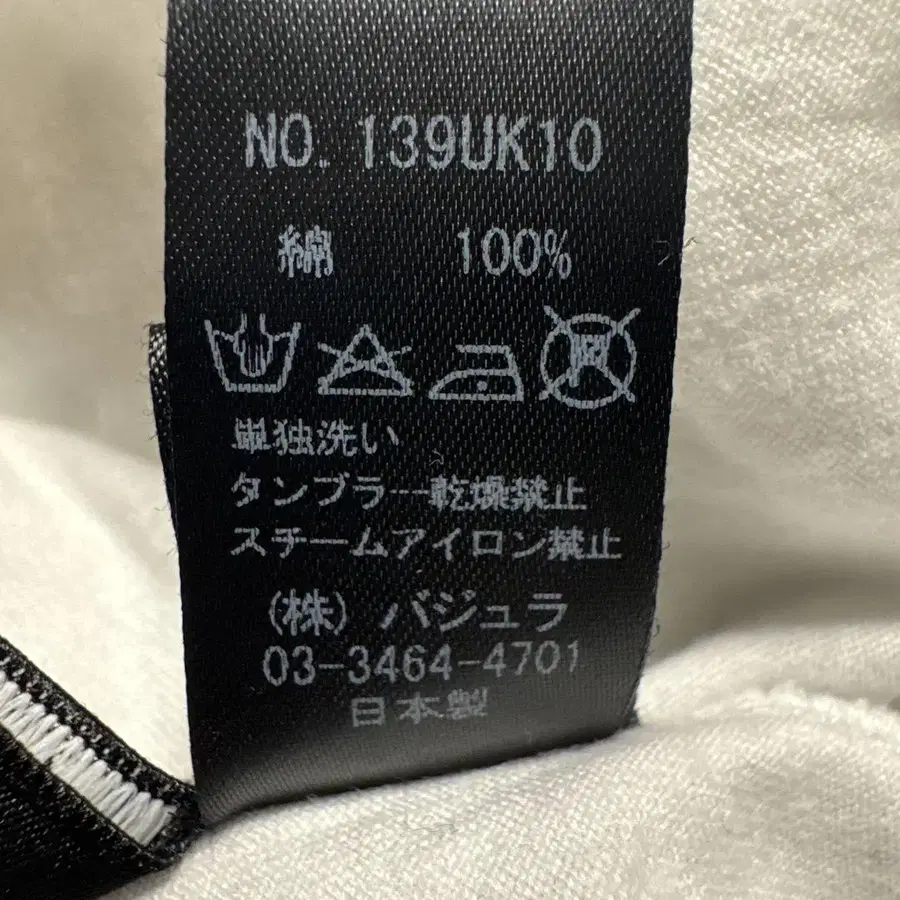 NO. 139UK10
綿 100%
単独洗い
タンブラー乾燥禁止
スチームアイロン禁止
(株) バジュラ
03-3464-4701
日本製